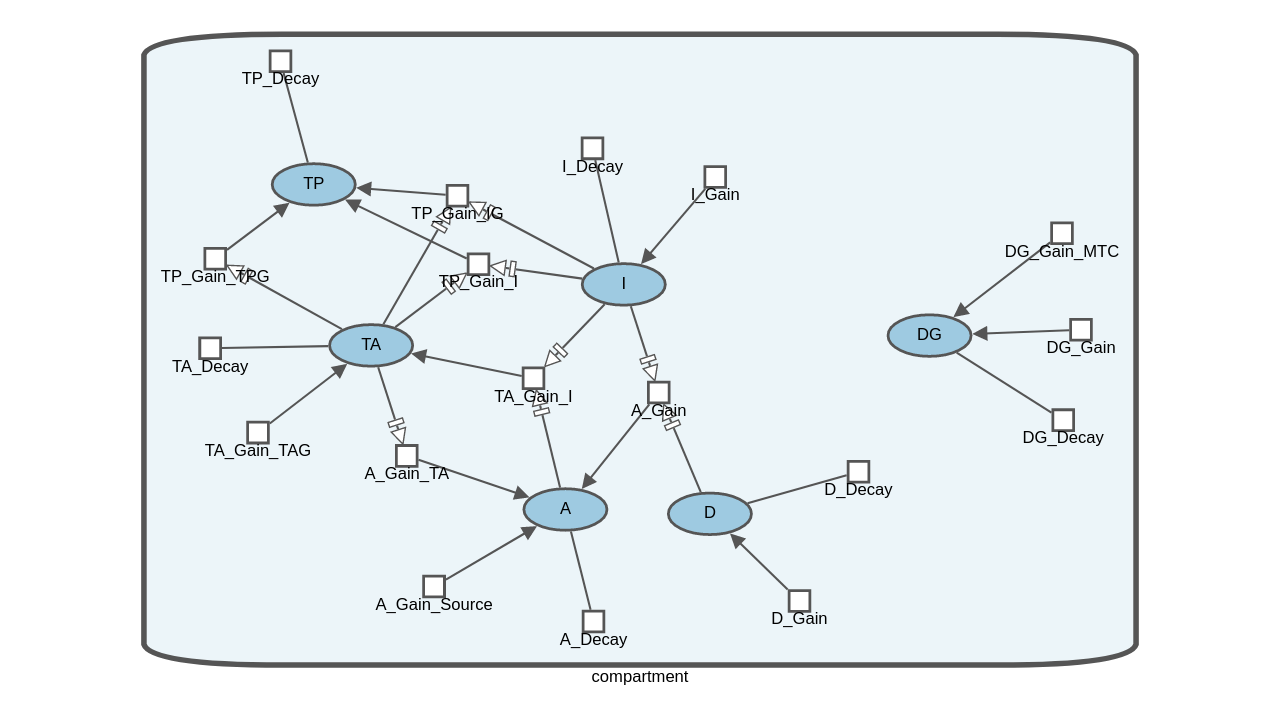 TP_Decay
I_Decay
TP
I_Gain
TP_Gain_IG
DG_Gain_MTC
TP_Gain_TPG
TP_Gain_I
I
DG
TA
DG_Gain
TA_Decay
TA_Gain_I
A_Gain
DG_Decay
TA_Gain_TAG
A_Gain_TA
D_Decay
A
D
A_Gain_Source
D_Gain
A_Decay
compartment